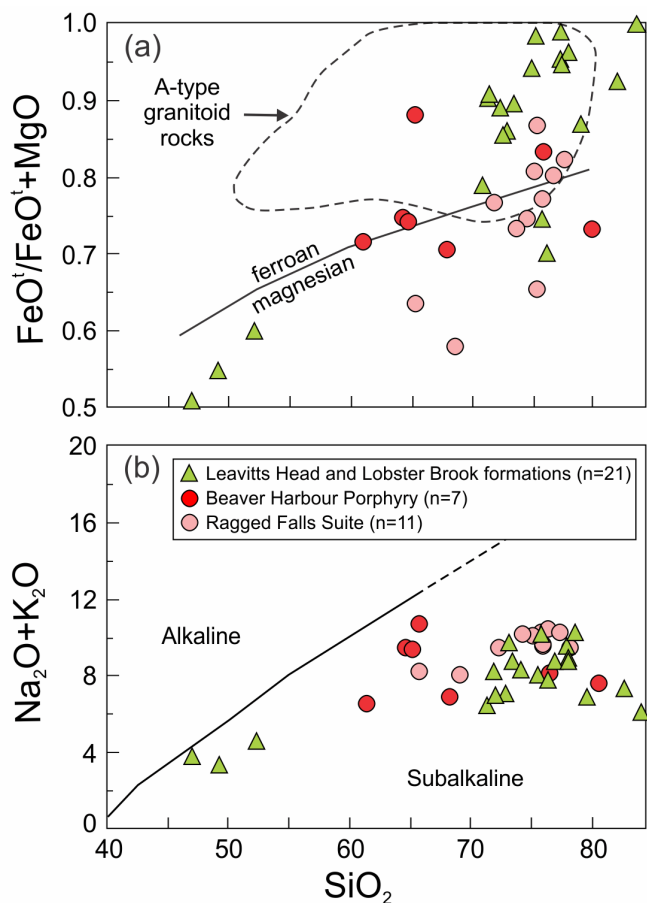 1.0
(a)
A-type
granitoid
rocks
0.9
0.8
FeOᵗ/FeOᵗ+MgO
0.7
ferroan
magnesian
0.6
0.5
20
(b)
Leavitts Head and Lobster Brook formations (n=21)
Beaver Harbour Porphyry (n=7)
Ragged Falls Suite (n=11)
16
12
Alkaline
Na₂O+K₂O
8
4
Subalkaline
0
40
50
60
70
80
SiO₂